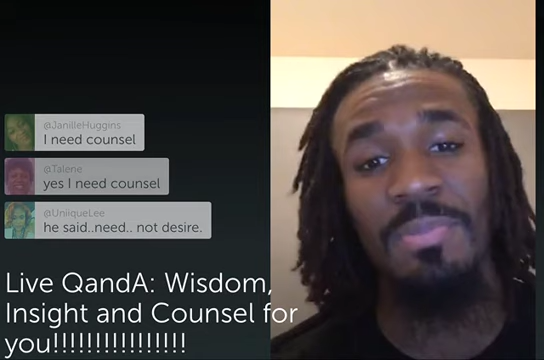 @JanilleHuggins
I need counsel
@Talene
yes I need counsel
@UniiqueLee
he said..need.. not desire.
Live QandA: Wisdom,
Insight and Counsel for
you!!!!!!!!!!!!!!!!